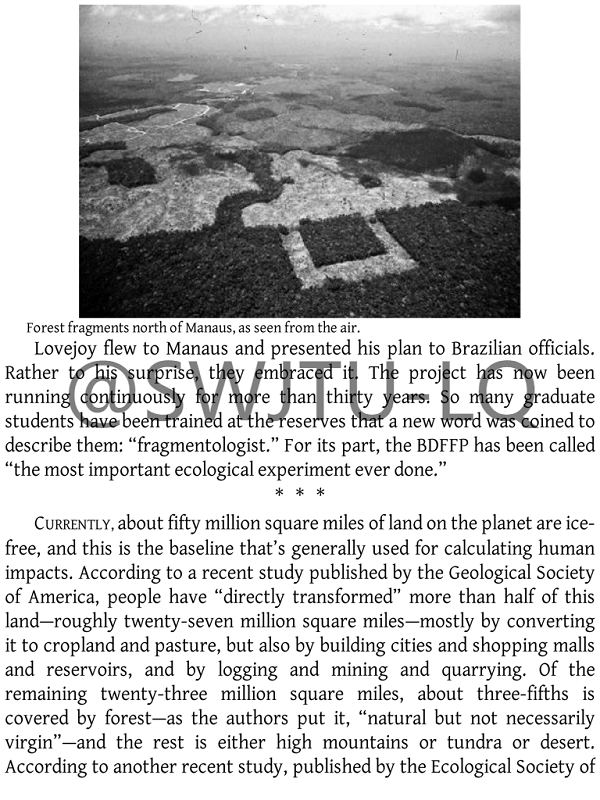 Forest fragments north of Manaus, as seen from the air.
Lovejoy flew to Manaus and presented his plan to Brazilian officials.
Rather to his surprise, they embraced it. The project has now been
running continuously for more than thirty years. So many graduate
students have been trained at the reserves that a new word was coined to
describe them: “fragmentologist.” For its part, the BDFFP has been called
“the most important ecological experiment ever done.”
* * *
CURRENTLY, about fifty million square miles of land on the planet are ice-
free, and this is the baseline that’s generally used for calculating human
impacts. According to a recent study published by the Geological Society
of America, people have “directly transformed” more than half of this
land—roughly twenty-seven million square miles—mostly by converting
it to cropland and pasture, but also by building cities and shopping malls
and reservoirs, and by logging and mining and quarrying. Of the
remaining twenty-three million square miles, about three-fifths is
covered by forest—as the authors put it, “natural but not necessarily
virgin”—and the rest is either high mountains or tundra or desert.
According to another recent study, published by the Ecological Society of
@SWJTU-LQ